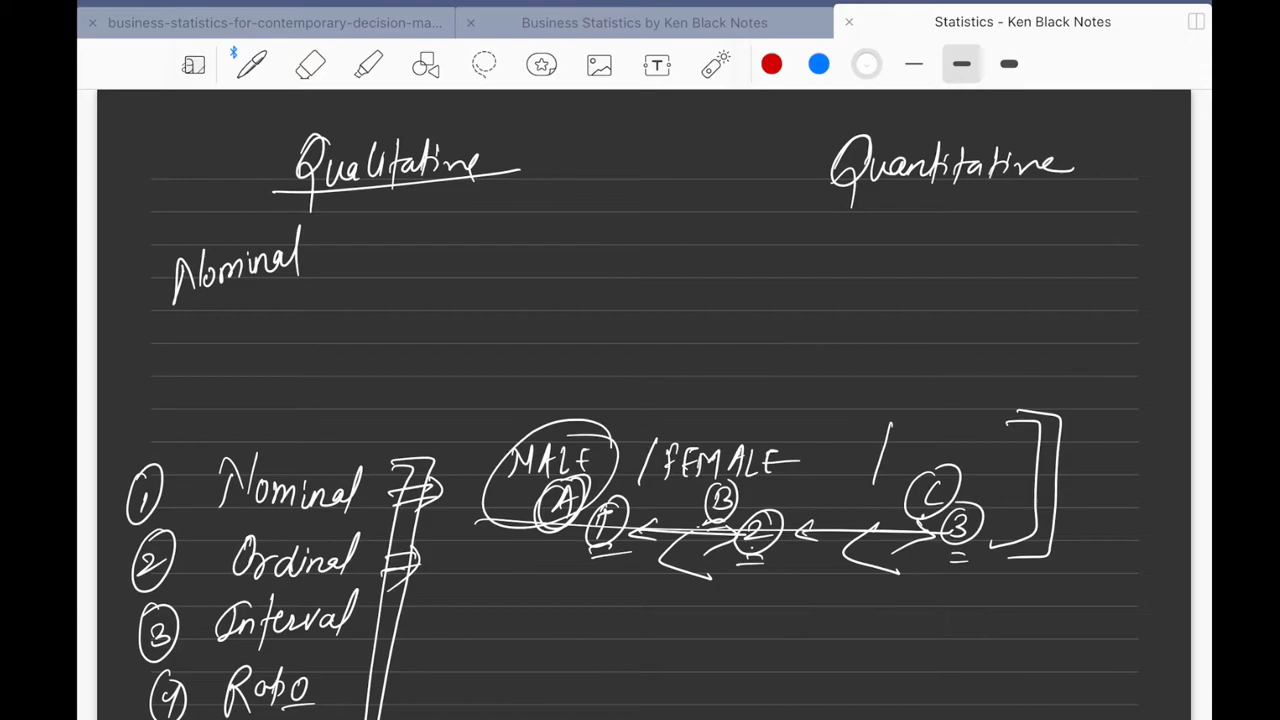 business-statistics-for-contemporary-decision-ma...
Business Statistics by Ken Black Notes
Statistics - Ken Black Notes
T
Qualitative
Quantitative
Nominal
1 Nominal
MALE / FEMALE /
A B C
1 2 3
2 Ordinal
3 Interval
4 Ratio